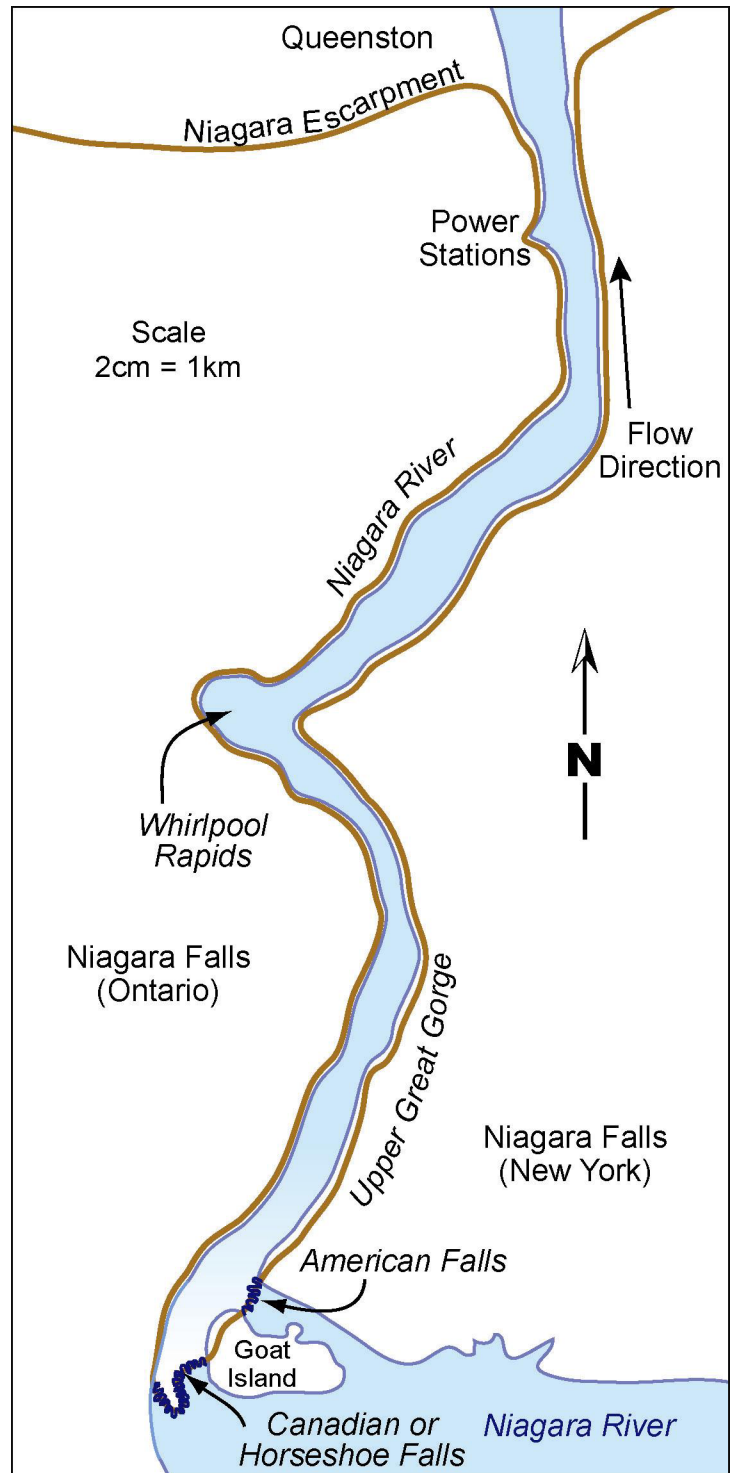 Queenston
Niagara Escarpment
Power
Stations
Scale
2cm = 1km
Flow
Direction
Niagara River
N
Whirlpool
Rapids
Niagara Falls
(Ontario)
Upper Great Gorge
Niagara Falls
(New York)
American Falls
Goat
Island
Canadian or
Horseshoe Falls
Niagara River